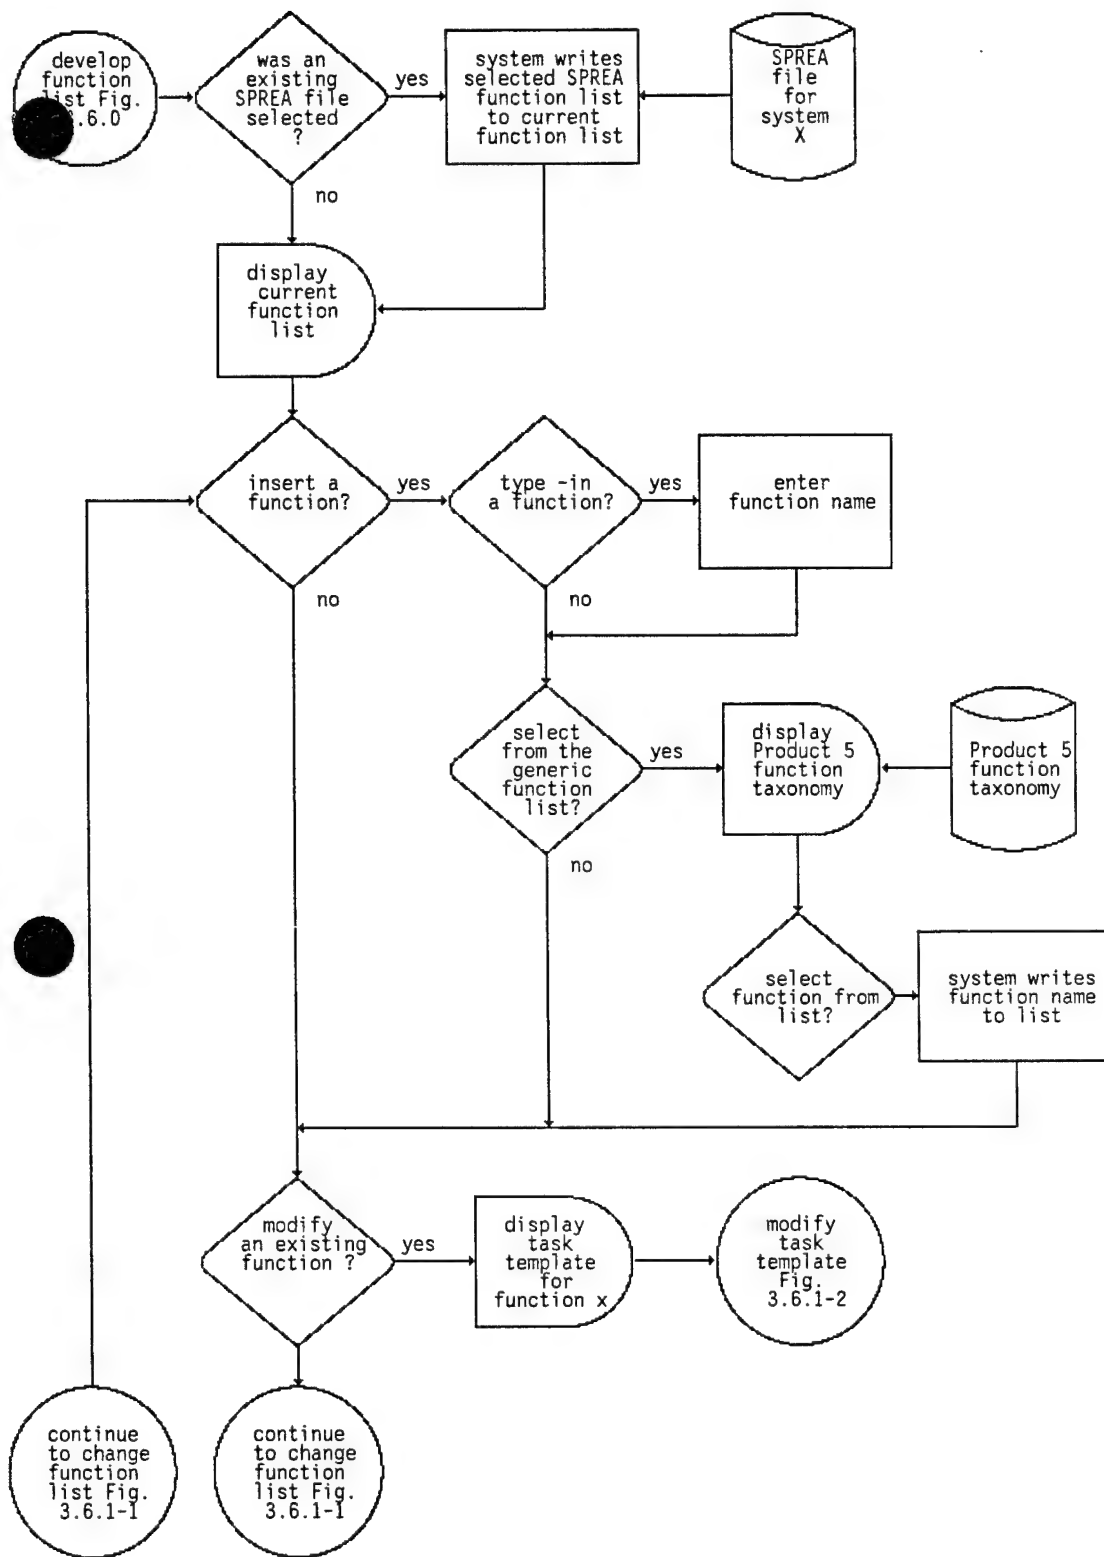 develop
function
list Fig.
.6.0
was an
existing
SPREA file
selected
?
yes
system writes
selected SPREA
function list
to current
function list
SPREA
file
for
system
X
no
display
current
function
list
insert a
function?
yes
type -in
a function?
yes
enter
function name
no
no
select
from the
generic
function
list?
yes
display
Product 5
function
taxonomy
Product 5
function
taxonomy
no
select
function from
list?
system writes
function name
to list
modify
an existing
function ?
yes
display
task
template
for
function x
modify
task
template
Fig.
3.6.1-2
continue
to change
function
list Fig.
3.6.1-1
continue
to change
function
list Fig.
3.6.1-1